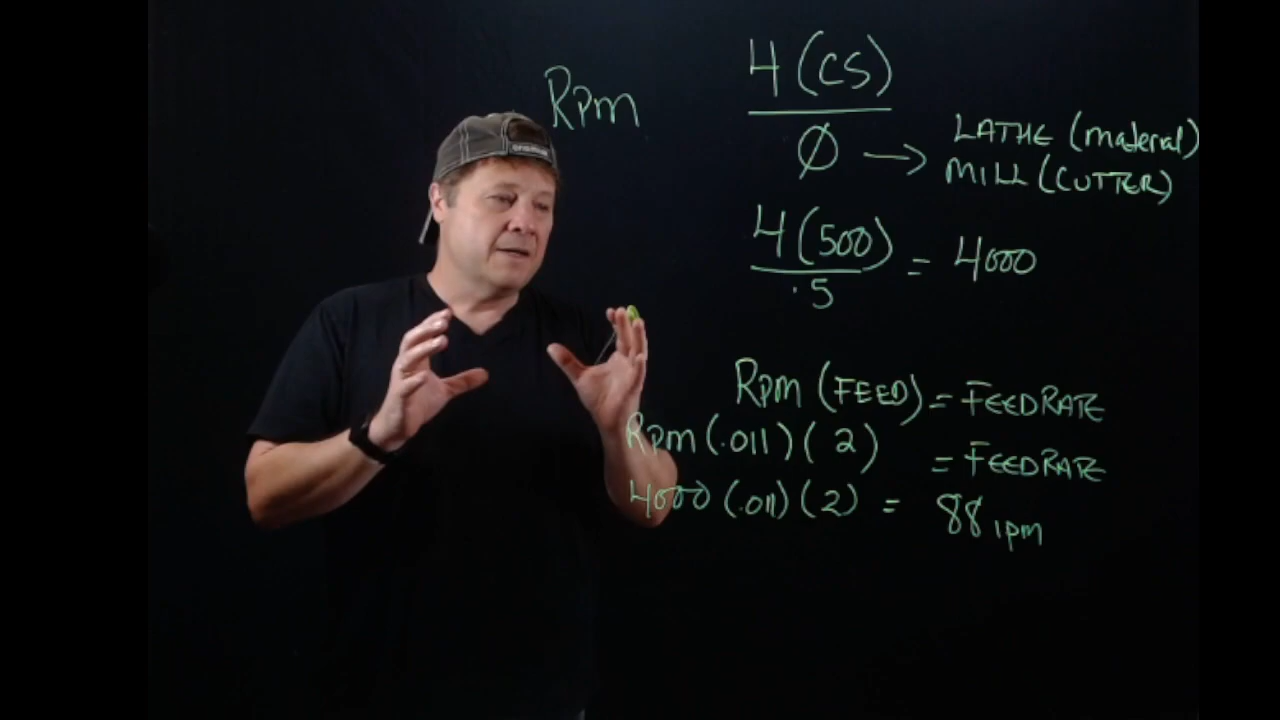 Rpm
4 (CS)
Ø → LATHE (material)
MILL (CUTTER)
4 (500)
.5
= 4000
Rpm (FEED) = FEEDRATE
Rpm (.011) (2) = FEEDRATE
4000 (.011) (2) = 88 ipm